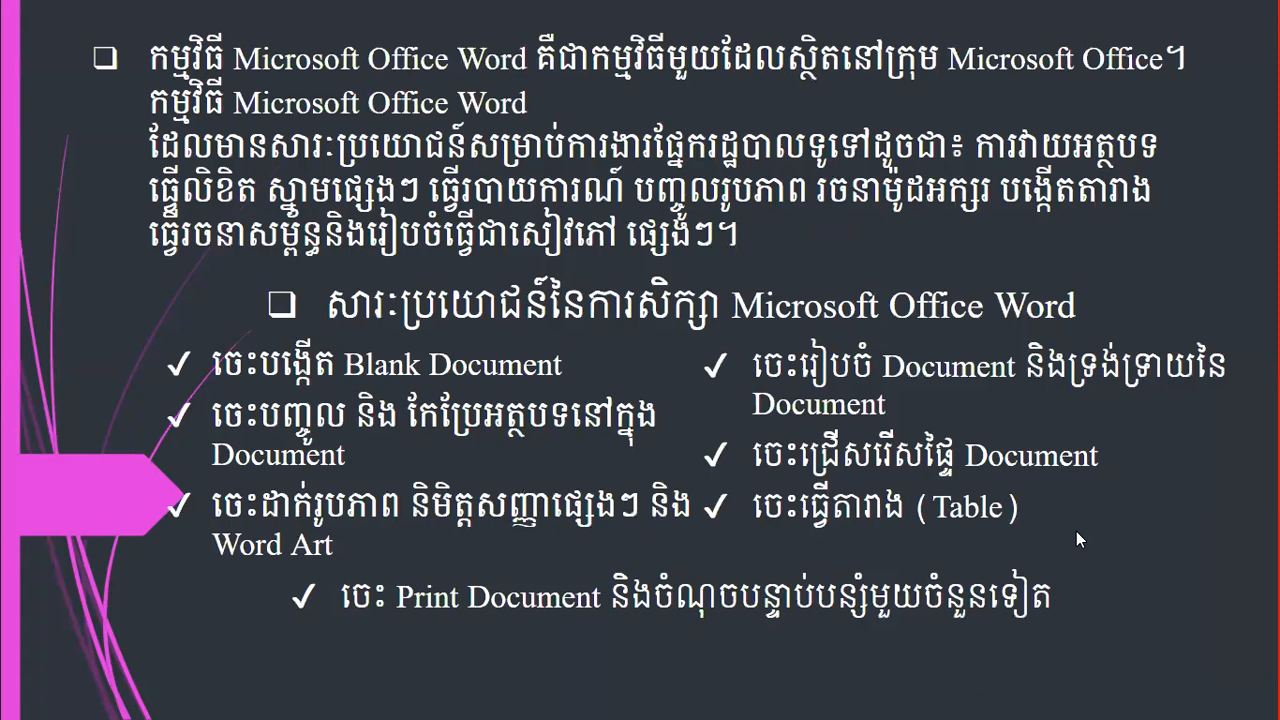 កម្មវិធី Microsoft Office Word គឺជាកម្មវិធីមួយដែលស្ថិតនៅក្រុម Microsoft Office។
កម្មវិធី Microsoft Office Word
ដែលមានសារៈប្រយោជន៍សម្រាប់ការងារផ្នែករដ្ឋបាលទូទៅដូចជា៖ ការវាយអត្ថបទ
ធ្វើលិខិត ស្នាមផ្សេងៗ ធ្វើរបាយការណ៍ បញ្ចូលរូបភាព រចនាម៉ូដអក្សរ បង្កើតតារាង
ធ្វើរចនាសម្ព័ន្ធនិងរៀបចំធ្វើជាសៀវភៅ ផ្សេងៗ។
សារៈប្រយោជន៍នៃការសិក្សា Microsoft Office Word
ចេះបង្កើត Blank Document
ចេះបញ្ចូល និង កែប្រែអត្ថបទនៅក្នុង
Document
ចេះដាក់រូបភាព និមិត្តសញ្ញាផ្សេងៗ និង
Word Art
ចេះរៀបចំ Document និងទ្រង់ទ្រាយនៃ
Document
ចេះជ្រើសរើសផ្ទៃ Document
ចេះធ្វើតារាង (Table)
ចេះ Print Document និងចំណុចបន្ទាប់បន្សំមួយចំនួនទៀត